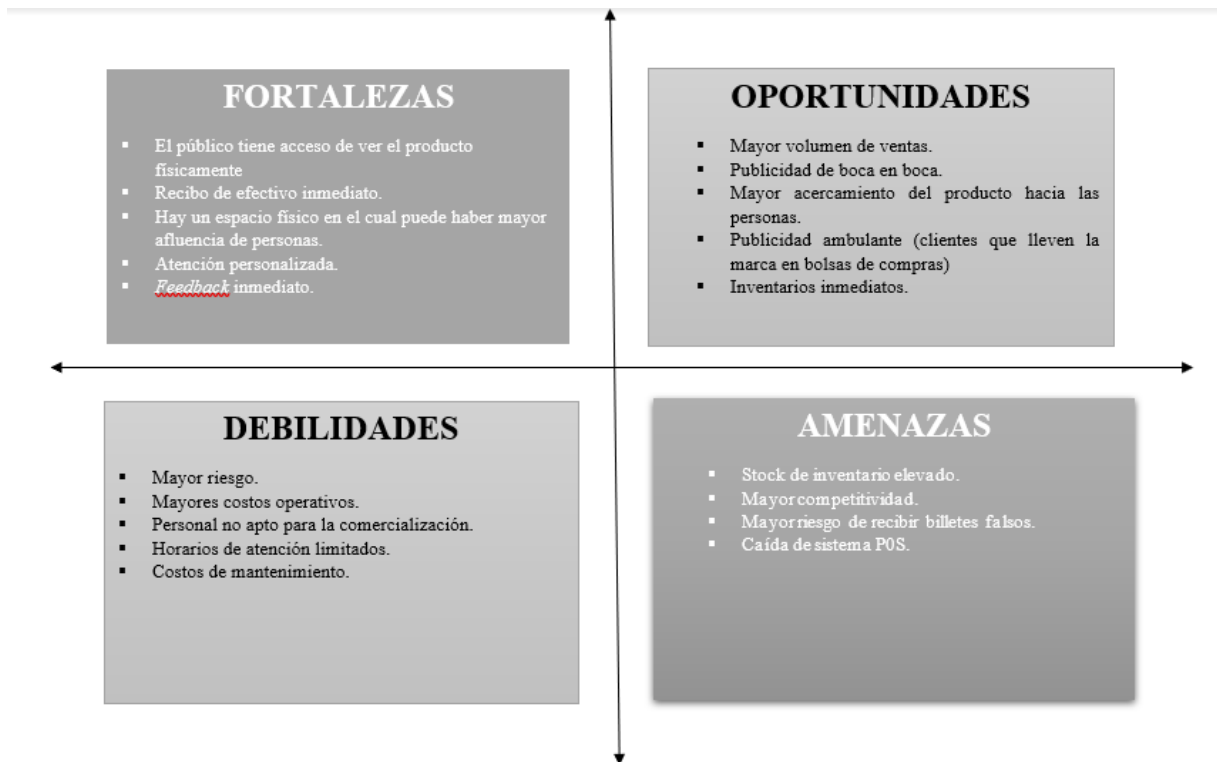 FORTALEZAS
▪ El público tiene acceso de ver el producto
físicamente
▪ Recibo de efectivo inmediato.
▪ Hay un espacio físico en el cual puede haber mayor
afluencia de personas.
▪ Atención personalizada.
▪ Feedback inmediato.
OPORTUNIDADES
▪ Mayor volumen de ventas.
▪ Publicidad de boca en boca.
▪ Mayor acercamiento del producto hacia las
personas.
▪ Publicidad ambulante (clientes que lleven la
marca en bolsas de compras)
▪ Inventarios inmediatos.
DEBILIDADES
▪ Mayor riesgo.
▪ Mayores costos operativos.
▪ Personal no apto para la comercialización.
▪ Horarios de atención limitados.
▪ Costos de mantenimiento.
AMENAZAS
▪ Stock de inventario elevado.
▪ Mayor competitividad.
▪ Mayor riesgo de recibir billetes falsos.
▪ Caída de sistema P0S.